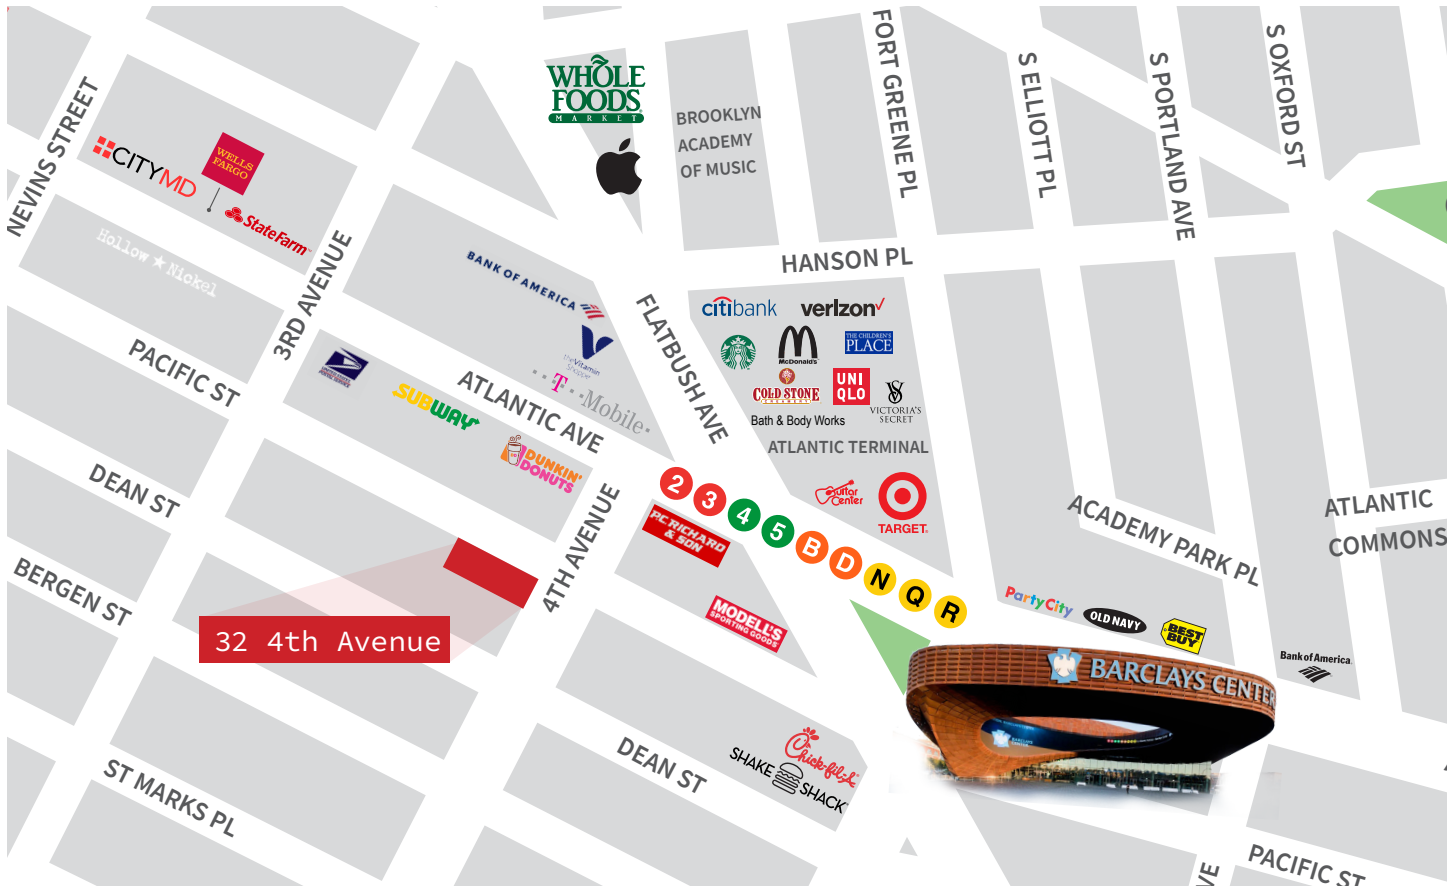 NEVINS STREET
CITYMD
WELLS
FARGO
StateFarm
Hollow ★ Nickel
3RD AVENUE
PACIFIC ST
DEAN ST
BERGEN ST
ST MARKS PL
WHOLE
FOODS
MARKET
BROOKLYN
ACADEMY
OF MUSIC
FORT GREENE PL
S ELLIOTT PL
S PORTLAND AVE
S OXFORD ST
HANSON PL
BANK OF AMERICA
theVitamin
Shoppe
T Mobile
ATLANTIC AVE
SUBWAY
DUNKIN'
DONUTS
FLATBUSH AVE
citibank
verizon
McDonald's
THE CHILDREN'S
PLACE
COLD STONE
CREAMERY
UNI
QLO
VS
VICTORIA'S
SECRET
Bath & Body Works
ATLANTIC TERMINAL
Guitar
Center
TARGET
2 3 4 5 B D N Q R
P.C. RICHARD
& SON
MODELL'S
SPORTING GOODS
4TH AVENUE
32 4th Avenue
ACADEMY PARK PL
ATLANTIC
COMMONS
Party City
OLD NAVY
BEST
BUY
Bank of America
BARCLAYS CENTER
DEAN ST
Chick-fil-A
SHAKE
SHACK
PACIFIC ST
VE